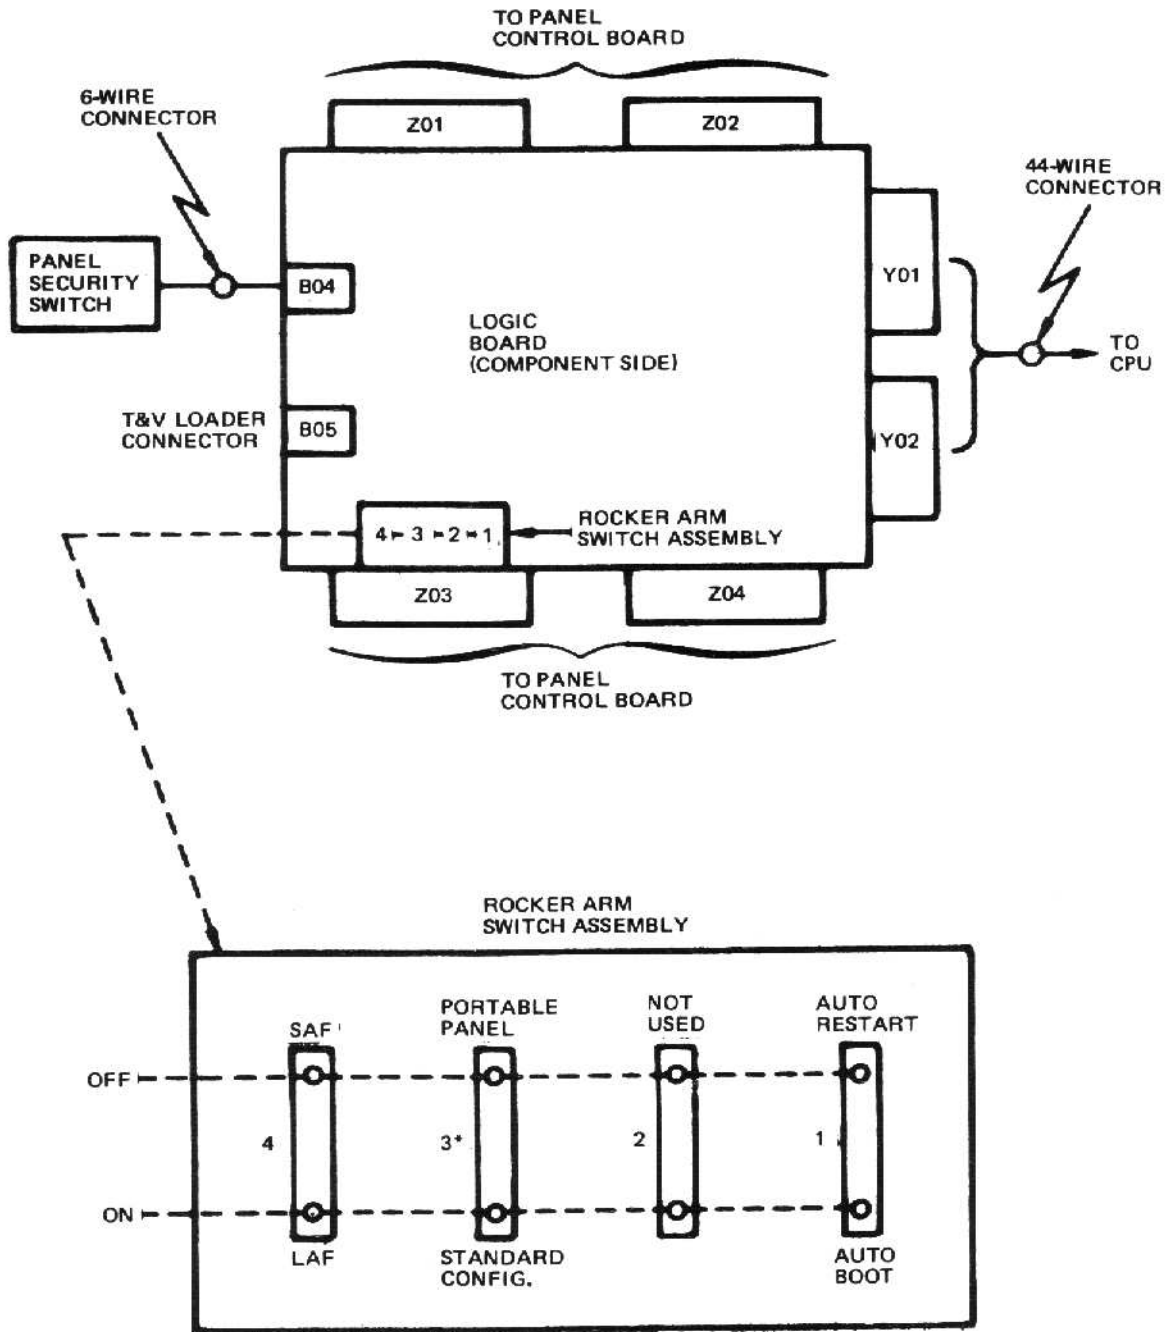 TO PANEL
CONTROL BOARD
6-WIRE
CONNECTOR
Z01
Z02
44-WIRE
CONNECTOR
PANEL
SECURITY
SWITCH
B04
Y01
LOGIC
BOARD
(COMPONENT SIDE)
TO
CPU
T&V LOADER
CONNECTOR
B05
Y02
4 3 2 1
ROCKER ARM
SWITCH ASSEMBLY
Z03
Z04
TO PANEL
CONTROL BOARD
ROCKER ARM
SWITCH ASSEMBLY
SAF
PORTABLE
PANEL
NOT
USED
AUTO
RESTART
OFF
4
3*
2
1
ON
LAF
STANDARD
CONFIG.
AUTO
BOOT